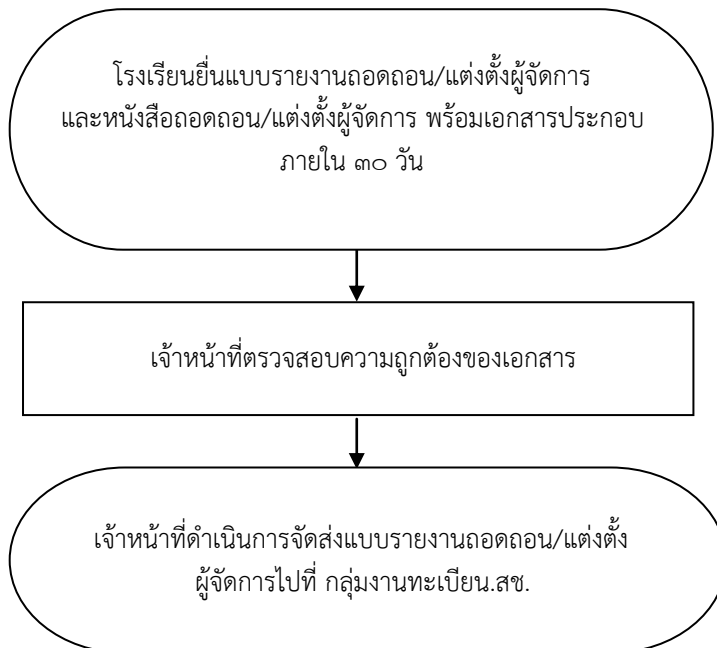 โรงเรียนยื่นแบบรายงานถอดถอน/แต่งตั้งผู้จัดการ
และหนังสือถอดถอน/แต่งตั้งผู้จัดการ พร้อมเอกสารประกอบ
ภายใน ๓๐ วัน
เจ้าหน้าที่ตรวจสอบความถูกต้องของเอกสาร
เจ้าหน้าที่ดำเนินการจัดส่งแบบรายงานถอดถอน/แต่งตั้ง
ผู้จัดการไปที่ กลุ่มงานทะเบียน.สช.